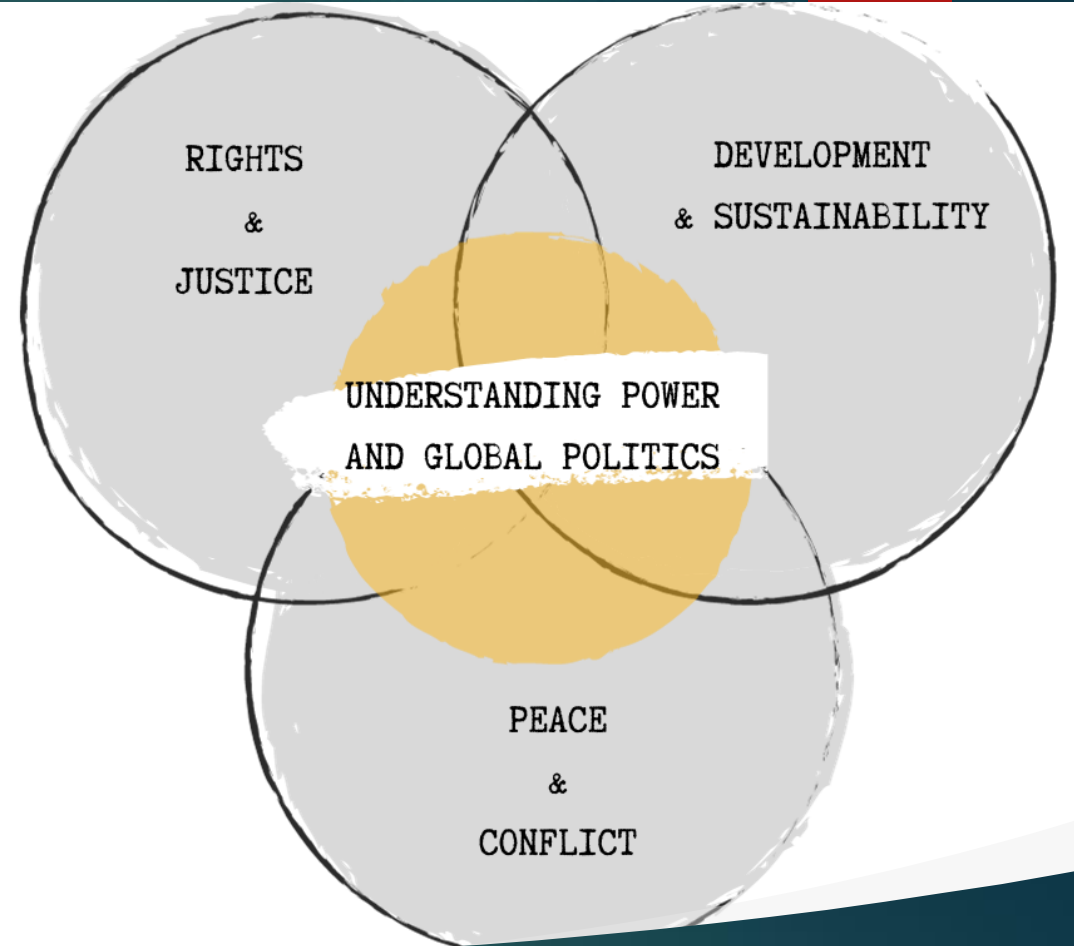 RIGHTS
&
JUSTICE
DEVELOPMENT
& SUSTAINABILITY
UNDERSTANDING POWER
AND GLOBAL POLITICS
PEACE
&
CONFLICT